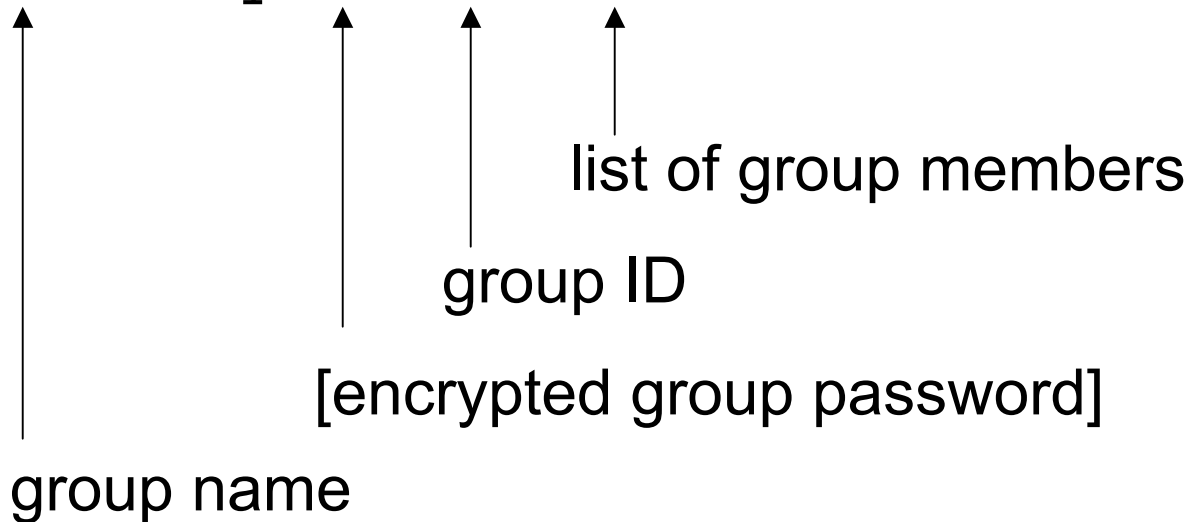 list of group members
group ID
[encrypted group password]
group name